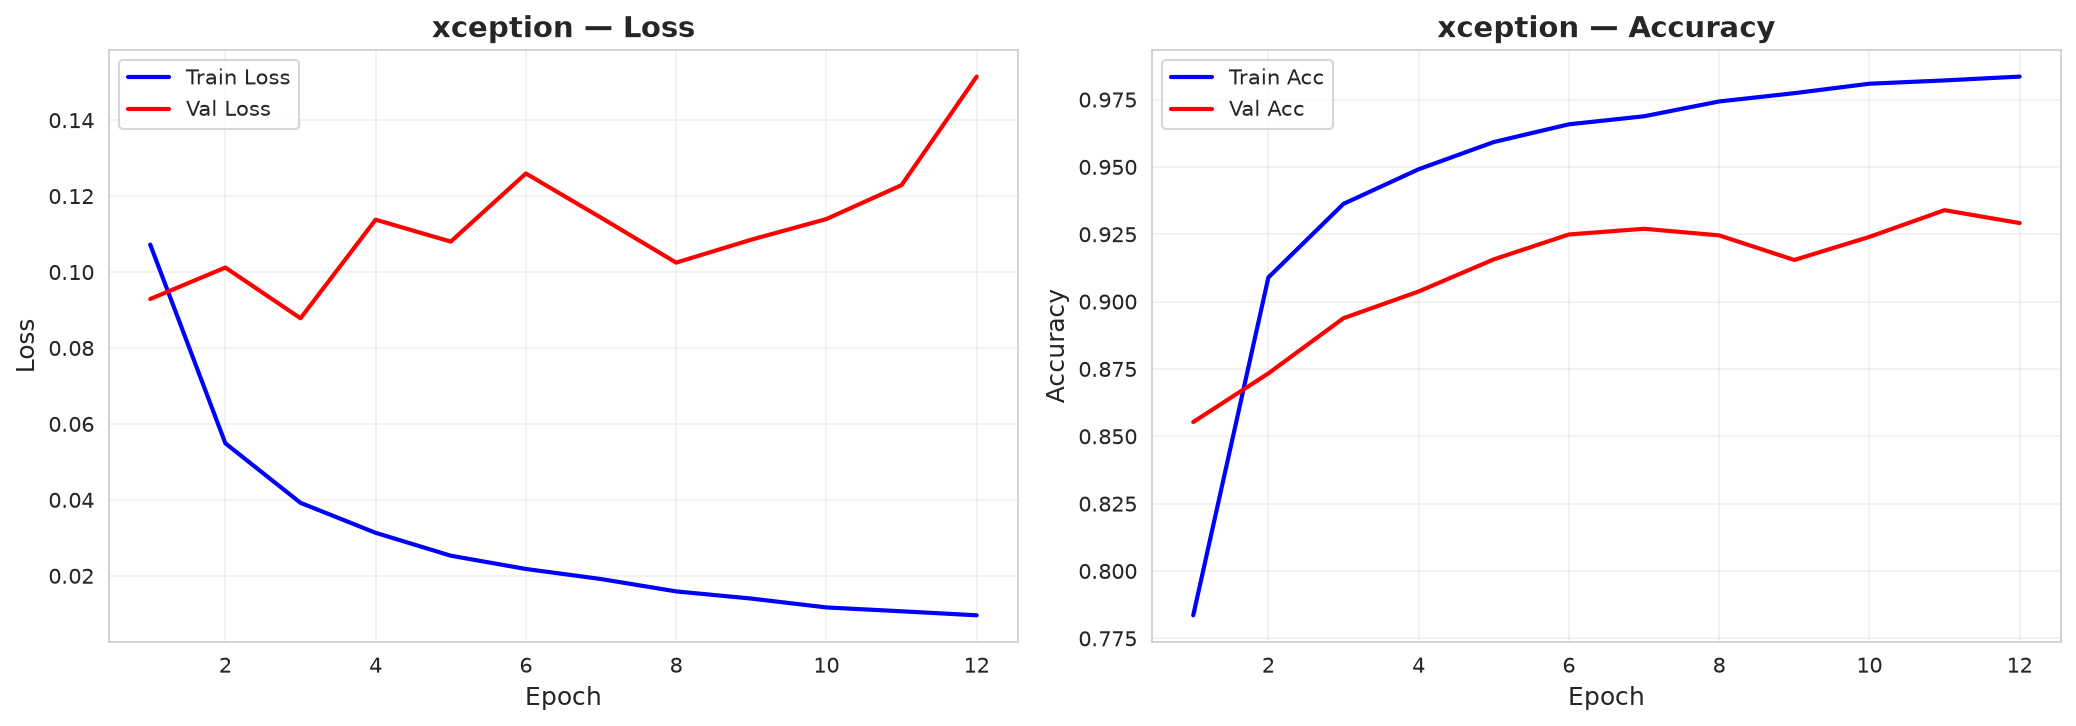 xception — Loss
Train Loss
Val Loss
0.14
0.12
0.10
0.08
0.06
0.04
0.02
Loss
2 4 6 8 10 12
Epoch
xception — Accuracy
Train Acc
Val Acc
0.975
0.950
0.925
0.900
0.875
0.850
0.825
0.800
0.775
Accuracy
2 4 6 8 10 12
Epoch